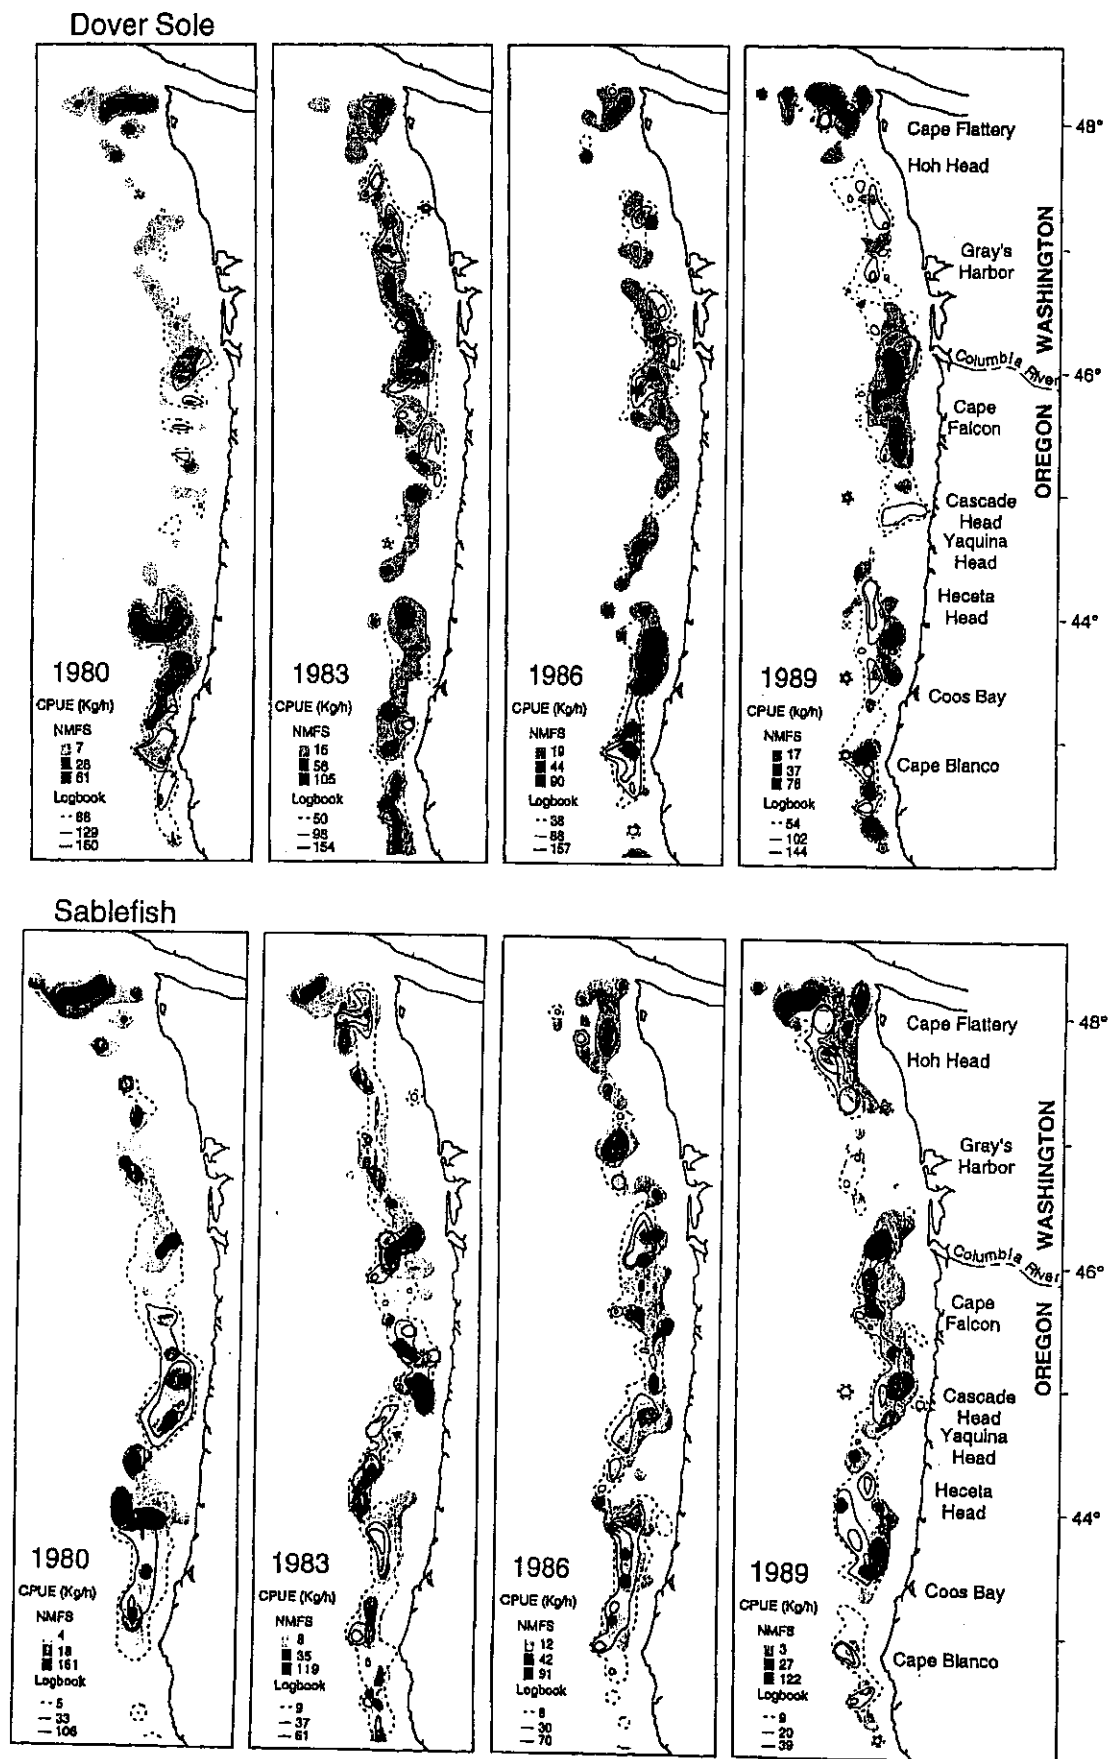 Dover Sole
1980
CPUE (Kg/h)
NMFS
7
28
61
Logbook
88
129
150
1983
CPUE (Kg/h)
NMFS
16
58
105
Logbook
50
98
154
1986
CPUE (Kg/h)
NMFS
19
44
90
Logbook
38
88
157
1989
CPUE (kg/h)
NMFS
17
37
78
Logbook
54
102
144
Cape Flattery
Hoh Head
Gray's
Harbor
Columbia River
Cape
Falcon
Cascade
Head
Yaquina
Head
Heceta
Head
Coos Bay
Cape Blanco
WASHINGTON
OREGON
48°
46°
44°
Sablefish
1980
CPUE (Kg/h)
NMFS
4
18
161
Logbook
5
33
106
1983
CPUE (Kg/h)
NMFS
8
35
119
Logbook
9
37
61
1986
CPUE (Kg/h)
NMFS
12
42
91
Logbook
8
30
70
1989
CPUE (Kg/h)
NMFS
3
27
122
Logbook
9
20
39
Cape Flattery
Hoh Head
Gray's
Harbor
Columbia River
Cape
Falcon
Cascade
Head
Yaquina
Head
Heceta
Head
Coos Bay
Cape Blanco
WASHINGTON
OREGON
48°
46°
44°